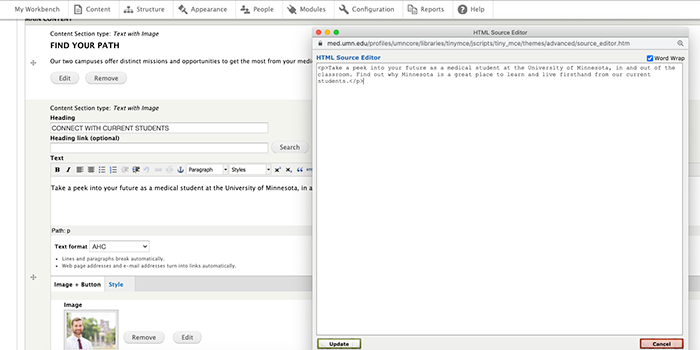 My Workbench Content Structure Appearance People Modules Configuration Reports Help
MAIN CONTENT
Content Section type: Text with Image
FIND YOUR PATH
Our two campuses offer distinct missions and opportunities to get the most from your
Edit Remove
Content Section type: Text with Image
Heading
CONNECT WITH CURRENT STUDENTS
Heading link (optional)
Search
Text
B I Paragraph Styles
Take a peek into your future as a medical student at the University of Minnesota, in a
Path: p
Text format AHC
Lines and paragraphs break automatically.
Web page addresses and e-mail addresses turn into links automatically.
Image + Button Style
Image
Remove Edit
HTML Source Editor
med.umn.edu/profiles/umncore/libraries/tinymce/jscripts/tiny_mce/themes/advanced/source_editor.htm
HTML Source Editor Word Wrap
<p>Take a peek into your future as a medical student at the University of Minnesota, in and out of the
classroom. Find out why Minnesota is a great place to learn and live firsthand from our current
students.</p>
Update Cancel